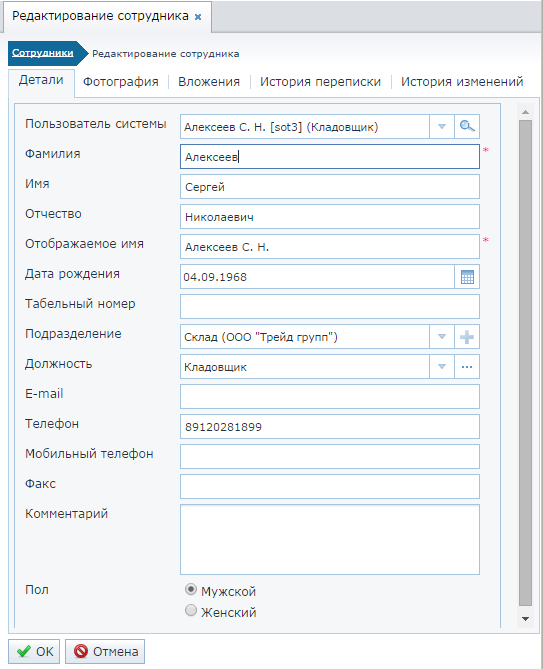 Редактирование сотрудника ×
Сотрудники Редактирование сотрудника
Детали Фотография Вложения История переписки История изменений
Пользователь системы Алексеев С. Н. [sot3] (Кладовщик)
Фамилия Алексеев *
Имя Сергей
Отчество Николаевич
Отображаемое имя Алексеев С. Н. *
Дата рождения 04.09.1968
Табельный номер
Подразделение Склад (ООО "Трейд групп")
Должность Кладовщик ...
E-mail
Телефон 89120281899
Мобильный телефон
Факс
Комментарий
Пол Мужской
Женский
ОК Отмена